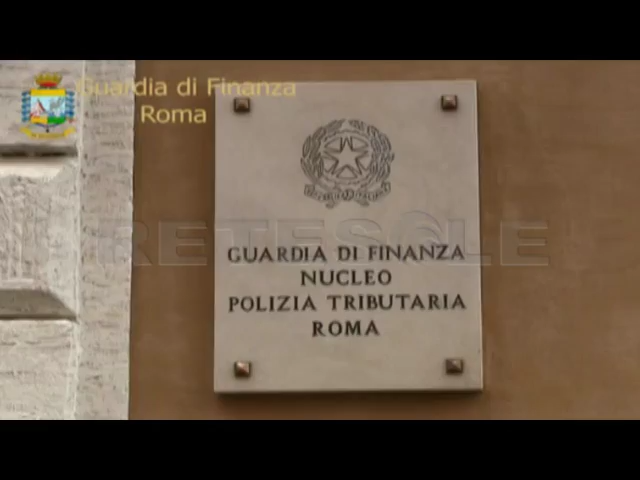 Guardia di Finanza
Roma
RETESOLE
GUARDIA DI FINANZA
NUCLEO
POLIZIA TRIBUTARIA
ROMA